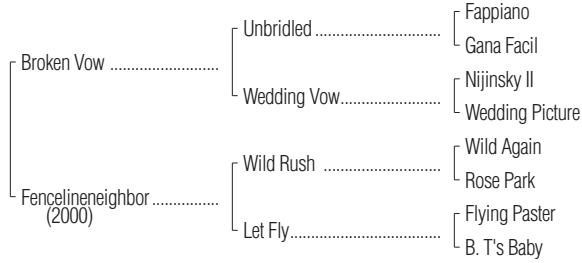 Fappiano
Unbridled
Gana Facil
Broken Vow
Nijinsky II
Wedding Vow
Wedding Picture
Wild Again
Wild Rush
Rose Park
Fencelineneighbor
(2000)
Flying Paster
Let Fly
B. T's Baby